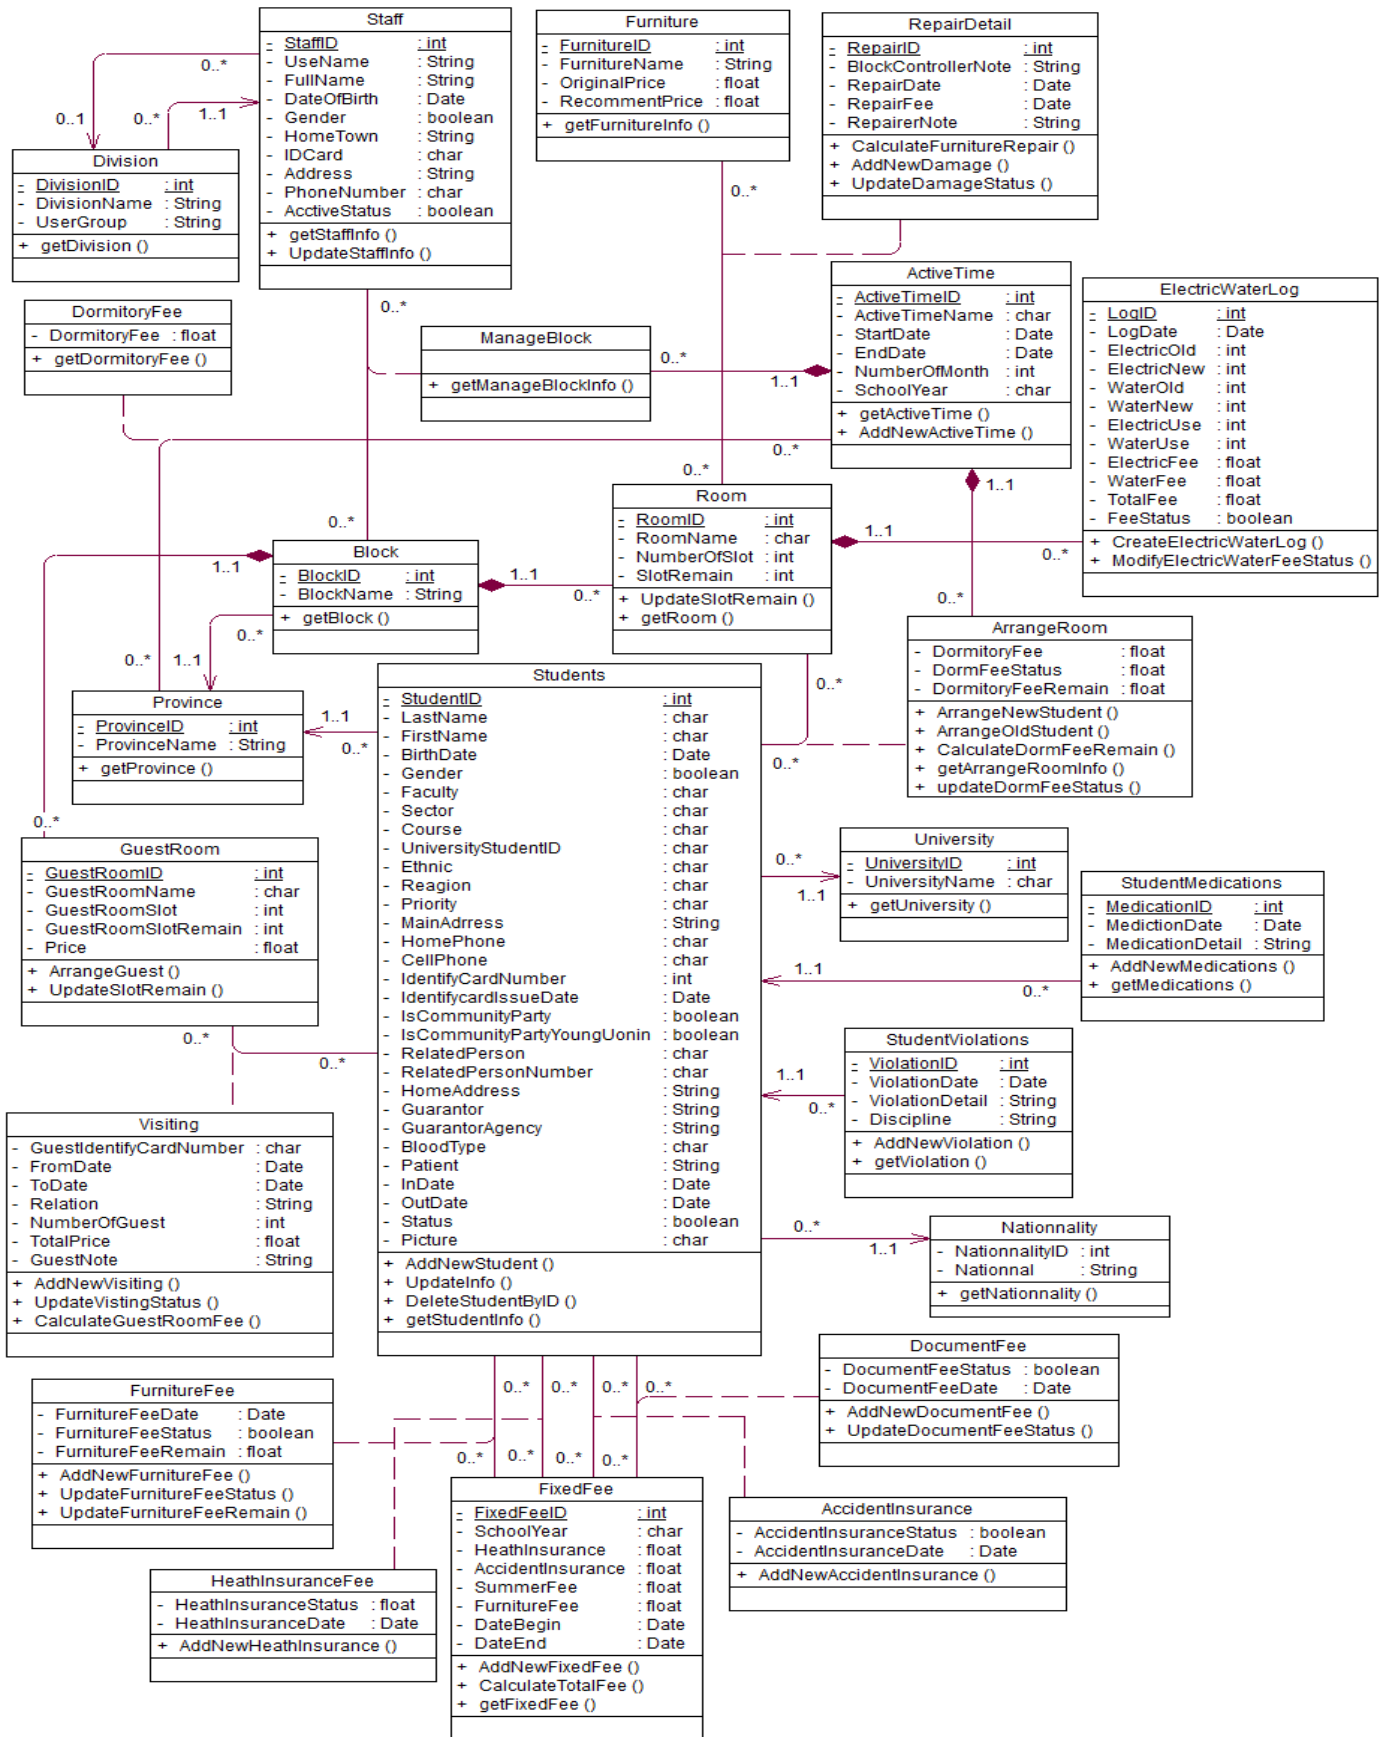 Staff
- StaffID : int
- UseName : String
- FullName : String
- DateOfBirth : Date
- Gender : boolean
- HomeTown : String
- IDCard : char
- Address : String
- PhoneNumber : char
- AcctiveStatus : boolean
+ getStaffInfo ()
+ UpdateStaffInfo ()
Furniture
- FurnitureID : int
- FurnitureName : String
- OriginalPrice : float
- RecommentPrice : float
+ getFurnitureInfo ()
RepairDetail
- RepairID : int
- BlockControllerNote : String
- RepairDate : Date
- RepairFee : Date
- RepairerNote : String
+ CalculateFurnitureRepair ()
+ AddNewDamage ()
+ UpdateDamageStatus ()
0..*
0..1
0..*
1..1
Division
- DivisionID : int
- DivisionName : String
- UserGroup : String
+ getDivision ()
0..*
0..*
DormitoryFee
- DormitoryFee : float
+ getDormitoryFee ()
ManageBlock
+ getManageBlockInfo ()
0..*
1..1
ActiveTime
- ActiveTimeID : int
- ActiveTimeName : char
- StartDate : Date
- EndDate : Date
- NumberOfMonth : int
- SchoolYear : char
+ getActiveTime ()
+ AddNewActiveTime ()
ElectricWaterLog
- LogID : int
- LogDate : Date
- ElectricOld : int
- ElectricNew : int
- WaterOld : int
- WaterNew : int
- ElectricUse : int
- WaterUse : int
- ElectricFee : float
- WaterFee : float
- TotalFee : float
- FeeStatus : boolean
+ CreateElectricWaterLog ()
+ ModifyElectricWaterFeeStatus ()
0..*
0..*
1..1
Room
- RoomID : int
- RoomName : char
- NumberOfSlot : int
- SlotRemain : int
+ UpdateSlotRemain ()
+ getRoom ()
1..1
0..*
0..*
1..1
Block
- BlockID : int
- BlockName : String
+ getBlock ()
1..1
0..*
0..*
0..*
1..1
0..*
ArrangeRoom
- DormitoryFee : float
- DormFeeStatus : float
- DormitoryFeeRemain : float
+ ArrangeNewStudent ()
+ ArrangeOldStudent ()
+ CalculateDormFeeRemain ()
+ getArrangeRoomInfo ()
+ updateDormFeeStatus ()
0..*
0..*
Province
- ProvinceID : int
- ProvinceName : String
+ getProvince ()
1..1
0..*
Students
- StudentID : int
- LastName : char
- FirstName : char
- BirthDate : Date
- Gender : boolean
- Faculty : char
- Sector : char
- Course : char
- UniversityStudentID : char
- Ethnic : char
- Reagion : char
- Priority : char
- MainAdrress : String
- HomePhone : char
- CellPhone : char
- IdentifyCardNumber : int
- IdentifycardIssueDate : Date
- IsCommunityParty : boolean
- IsCommunityPartyYoungUonin : boolean
- RelatedPerson : char
- RelatedPersonNumber : char
- HomeAddress : String
- Guarantor : String
- GuarantorAgency : String
- BloodType : char
- Patient : String
- InDate : Date
- OutDate : Date
- Status : boolean
- Picture : char
+ AddNewStudent ()
+ UpdateInfo ()
+ DeleteStudentByID ()
+ getStudentInfo ()
0..*
GuestRoom
- GuestRoomID : int
- GuestRoomName : char
- GuestRoomSlot : int
- GuestRoomSlotRemain : int
- Price : float
+ ArrangeGuest ()
+ UpdateSlotRemain ()
0..*
0..*
0..*
1..1
University
- UniversityID : int
- UniversityName : char
+ getUniversity ()
StudentMedications
- MedicationID : int
- MedictionDate : Date
- MedicationDetail : String
+ AddNewMedications ()
+ getMedications ()
1..1
0..*
StudentViolations
- ViolationID : int
- ViolationDate : Date
- ViolationDetail : String
- Discipline : String
+ AddNewViolation ()
+ getViolation ()
1..1
0..*
Visiting
- GuestIdentifyCardNumber : char
- FromDate : Date
- ToDate : Date
- Relation : String
- NumberOfGuest : int
- TotalPrice : float
- GuestNote : String
+ AddNewVisiting ()
+ UpdateVistingStatus ()
+ CalculateGuestRoomFee ()
0..*
1..1
Nationnality
- NationnalityID : int
- Nationnal : String
+ getNationnality ()
DocumentFee
- DocumentFeeStatus : boolean
- DocumentFeeDate : Date
+ AddNewDocumentFee ()
+ UpdateDocumentFeeStatus ()
FurnitureFee
- FurnitureFeeDate : Date
- FurnitureFeeStatus : boolean
- FurnitureFeeRemain : float
+ AddNewFurnitureFee ()
+ UpdateFurnitureFeeStatus ()
+ UpdateFurnitureFeeRemain ()
0..* 0..* 0..* 0..*
0..* 0..* 0..* 0..*
FixedFee
- FixedFeeID : int
- SchoolYear : char
- HeathInsurance : float
- AccidentInsurance : float
- SummerFee : float
- FurnitureFee : float
- DateBegin : Date
- DateEnd : Date
+ AddNewFixedFee ()
+ CalculateTotalFee ()
+ getFixedFee ()
AccidentInsurance
- AccidentInsuranceStatus : boolean
- AccidentInsuranceDate : Date
+ AddNewAccidentInsurance ()
HeathInsuranceFee
- HeathInsuranceStatus : float
- HeathInsuranceDate : Date
+ AddNewHeathInsurance ()